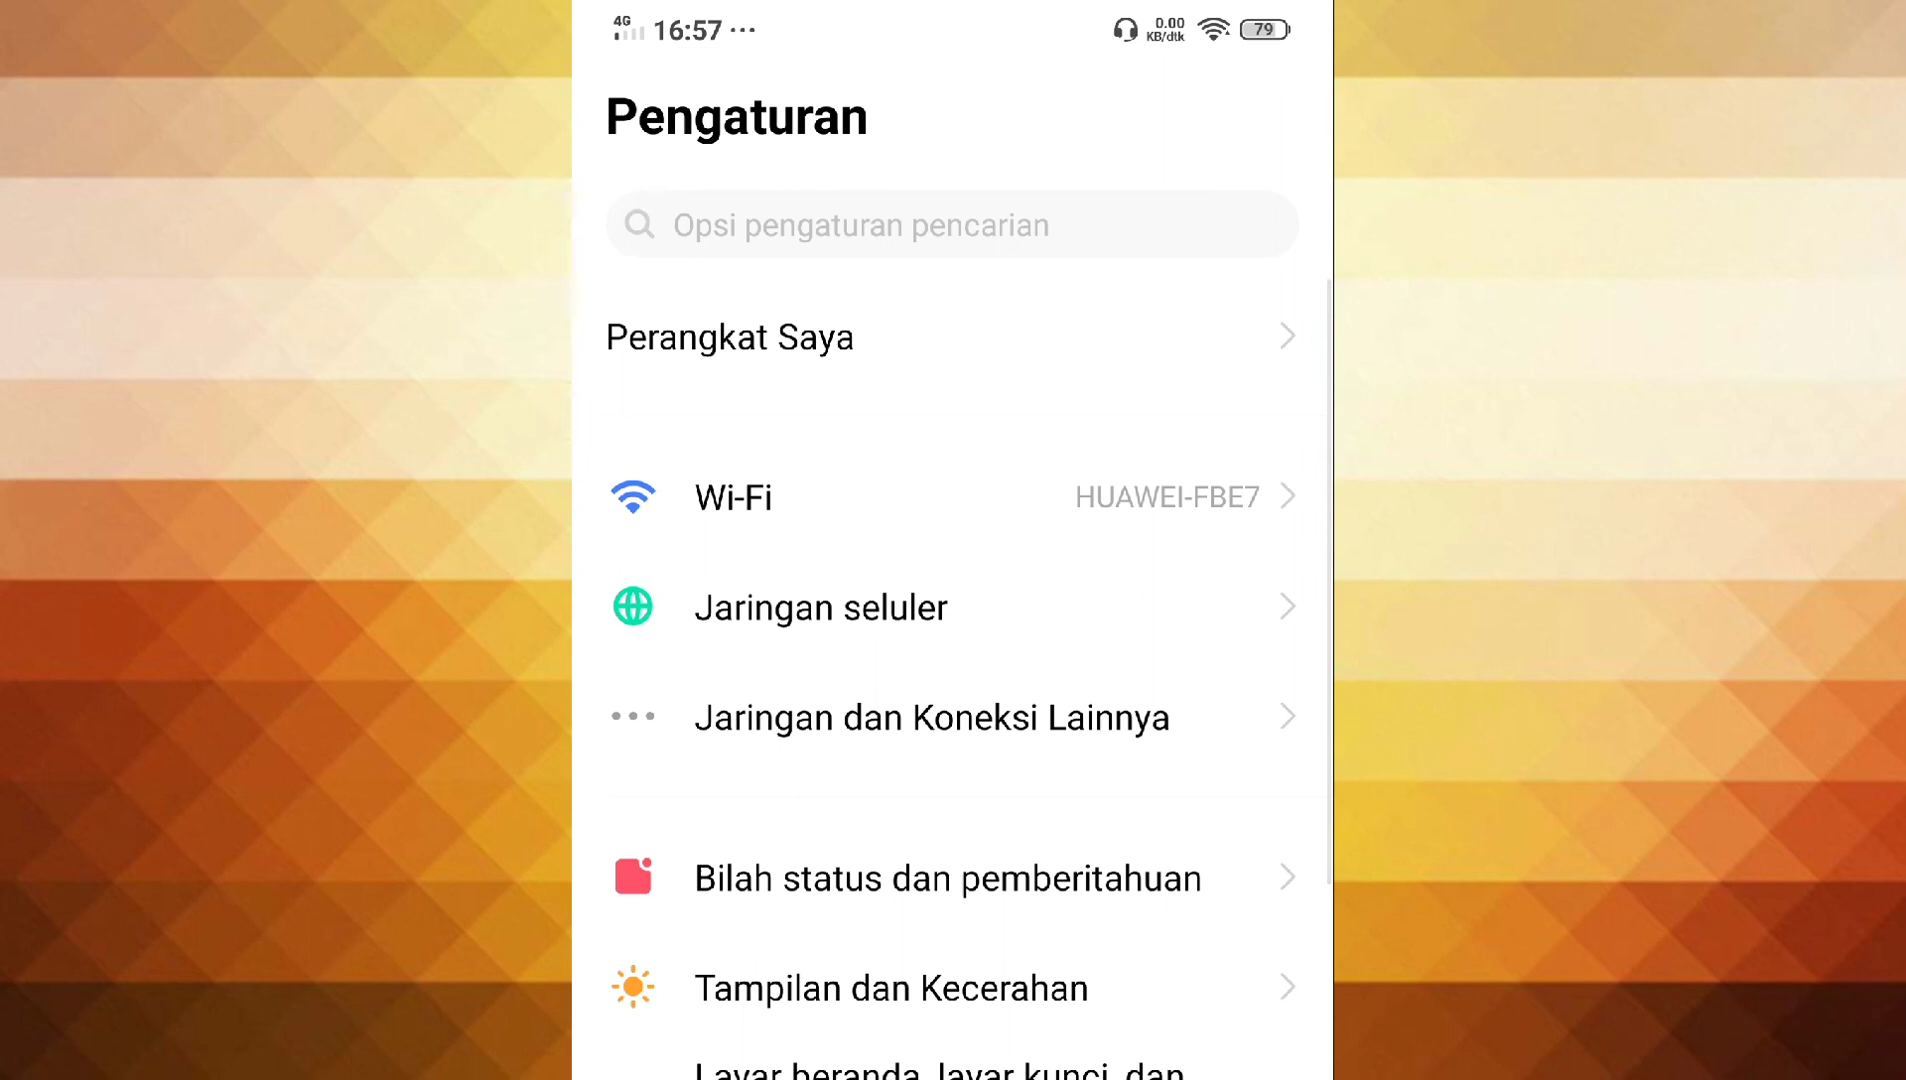 4G 16:57 ... 0.00 KB/dtk 79
Pengaturan
Opsi pengaturan pencarian
Perangkat Saya
Wi-Fi HUAWEI-FBE7
Jaringan seluler
Jaringan dan Koneksi Lainnya
Bilah status dan pemberitahuan
Tampilan dan Kecerahan
Layar beranda, layar kunci, dan